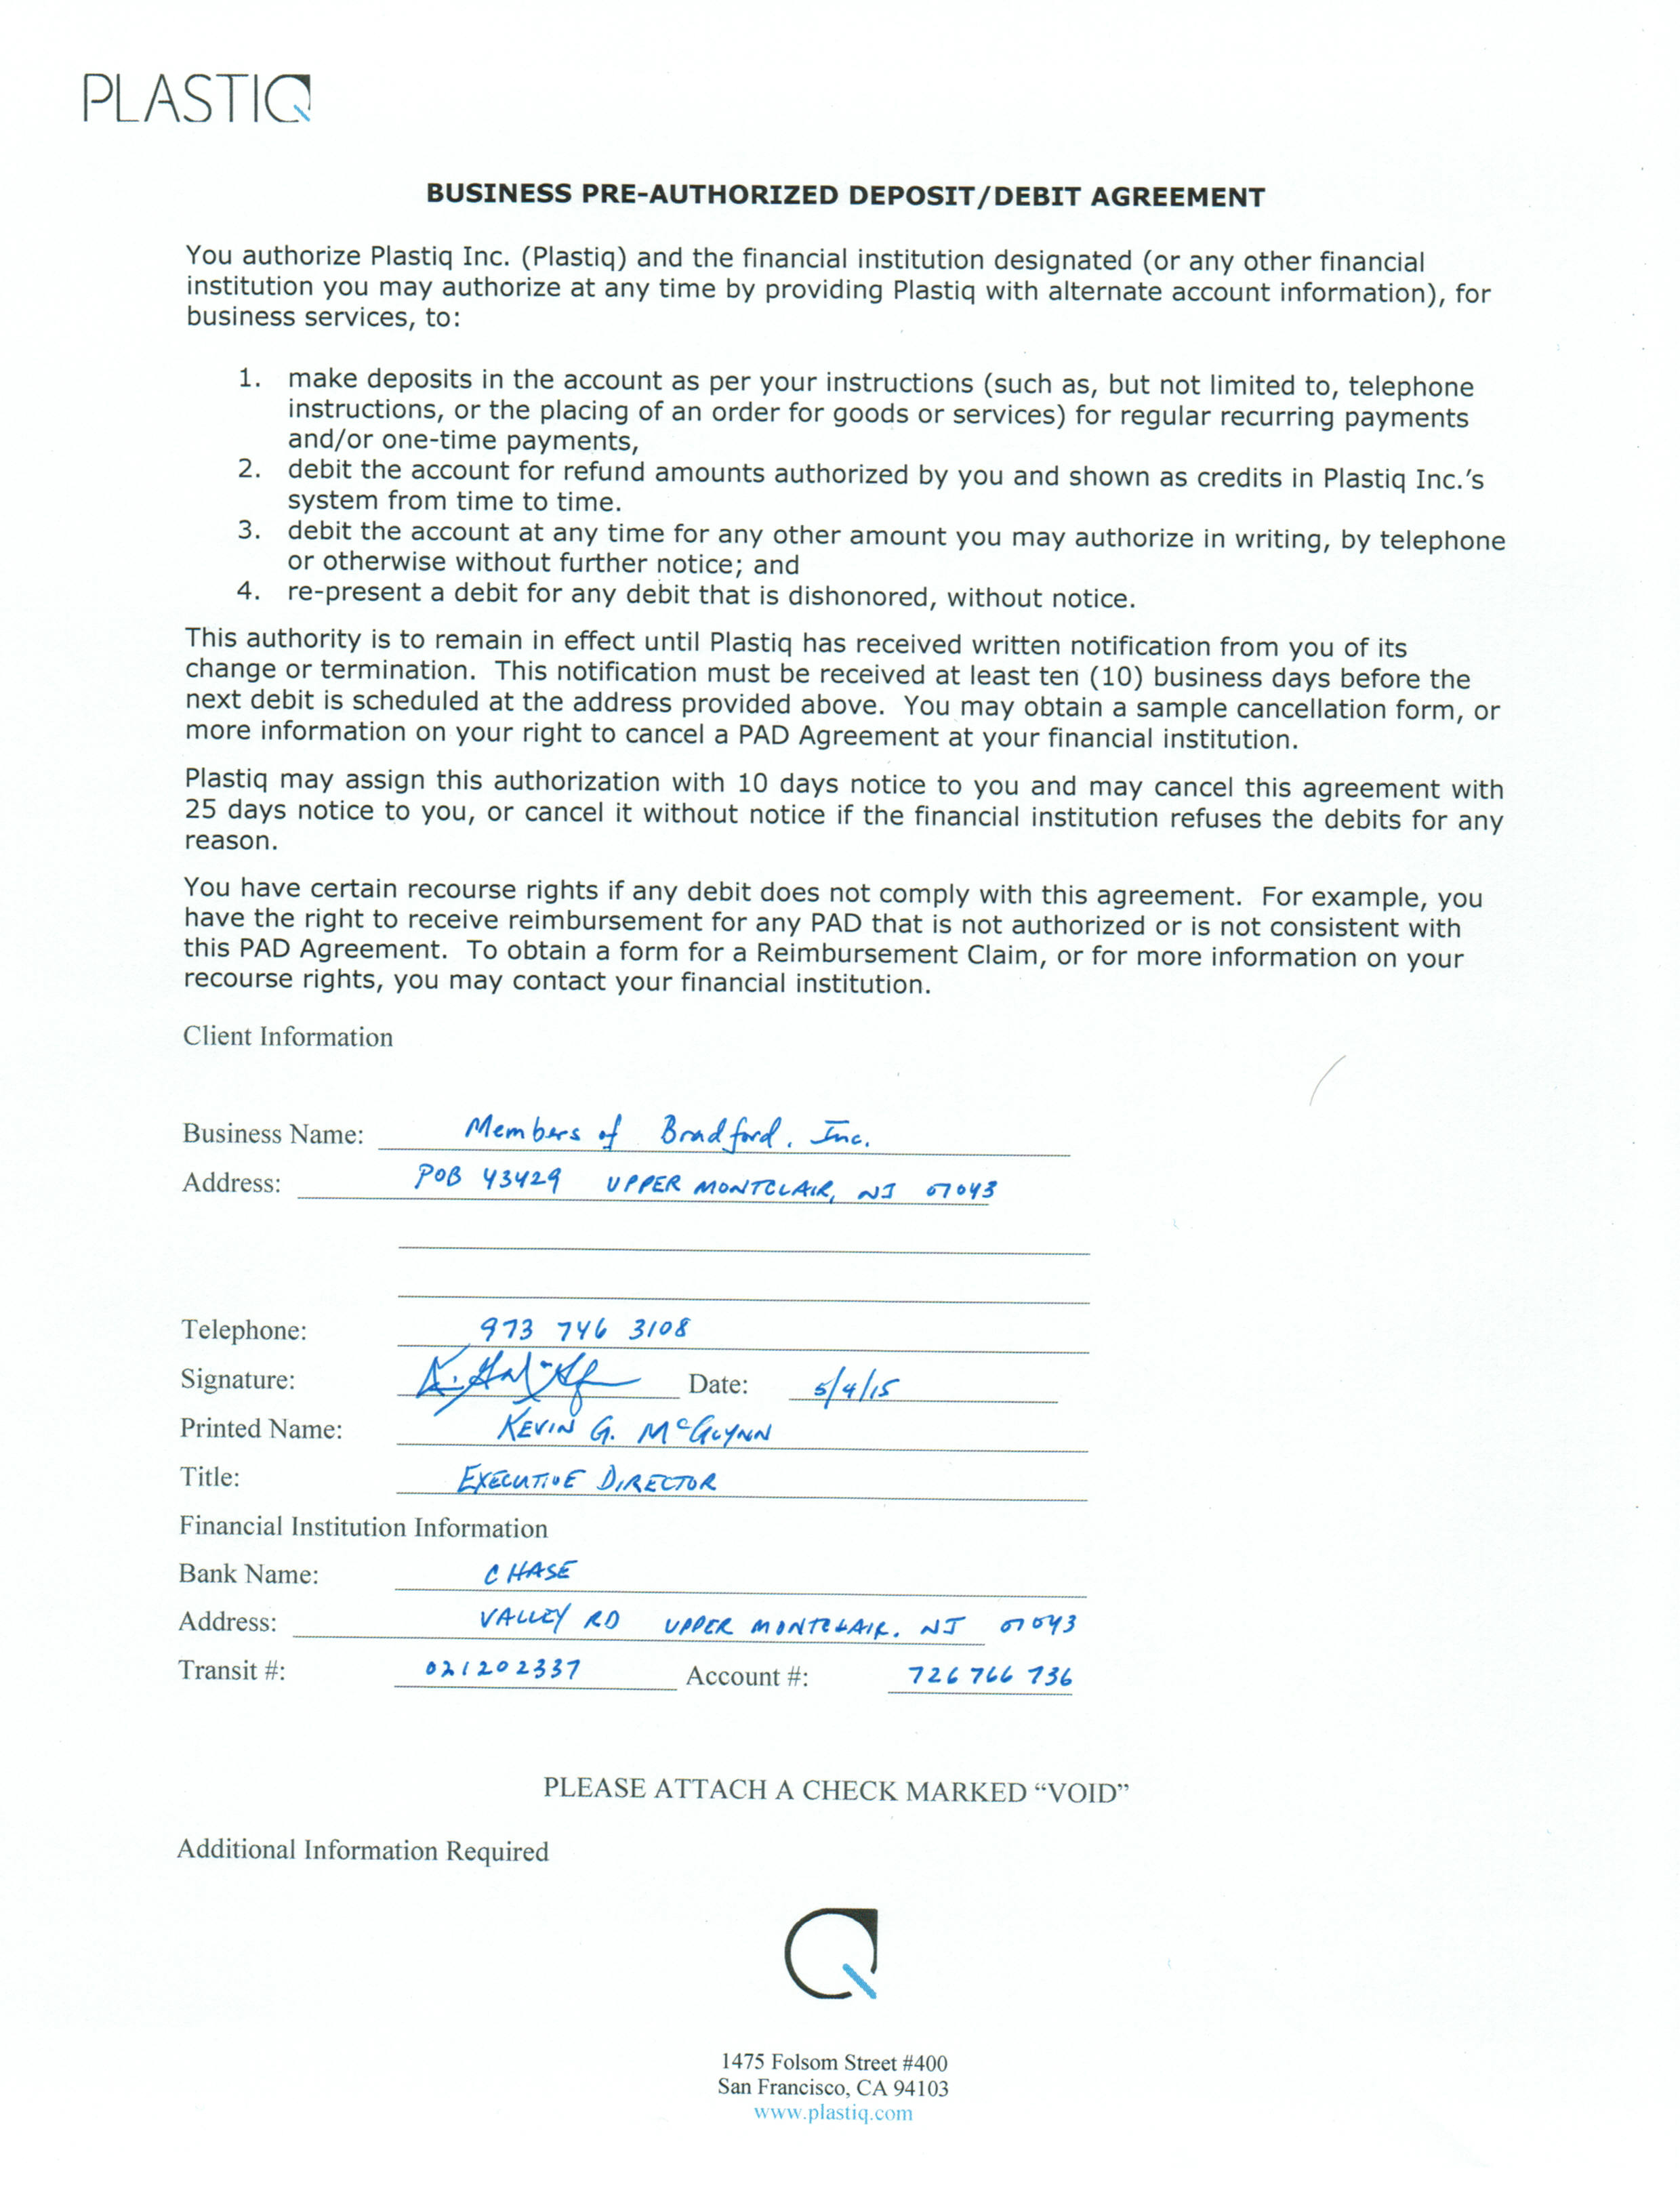 PLASTIQ
BUSINESS PRE-AUTHORIZED DEPOSIT/DEBIT AGREEMENT
You authorize Plastiq Inc. (Plastiq) and the financial institution designated (or any other financial
institution you may authorize at any time by providing Plastiq with alternate account information), for
business services, to:
1. make deposits in the account as per your instructions (such as, but not limited to, telephone
instructions, or the placing of an order for goods or services) for regular recurring payments
and/or one-time payments,
2. debit the account for refund amounts authorized by you and shown as credits in Plastiq Inc.'s
system from time to time.
3. debit the account at any time for any other amount you may authorize in writing, by telephone
or otherwise without further notice; and
4. re-present a debit for any debit that is dishonored, without notice.
This authority is to remain in effect until Plastiq has received written notification from you of its
change or termination. This notification must be received at least ten (10) business days before the
next debit is scheduled at the address provided above. You may obtain a sample cancellation form, or
more information on your right to cancel a PAD Agreement at your financial institution.
Plastiq may assign this authorization with 10 days notice to you and may cancel this agreement with
25 days notice to you, or cancel it without notice if the financial institution refuses the debits for any
reason.
You have certain recourse rights if any debit does not comply with this agreement. For example, you
have the right to receive reimbursement for any PAD that is not authorized or is not consistent with
this PAD Agreement. To obtain a form for a Reimbursement Claim, or for more information on your
recourse rights, you may contact your financial institution.
Client Information
Business Name: Members of Bradford, Inc.
Address: POB 43429 UPPER MONTCLAIR, NJ 07043
Telephone: 973 746 3108
Signature: Date: 5/4/15
Printed Name: KEVIN G. McGLYNN
Title: EXECUTIVE DIRECTOR
Financial Institution Information
Bank Name: CHASE
Address: VALLEY RD UPPER MONTCLAIR, NJ 07043
Transit #: 021202337 Account #: 726 766 736
PLEASE ATTACH A CHECK MARKED “VOID”
Additional Information Required
1475 Folsom Street #400
San Francisco, CA 94103
www.plastiq.com